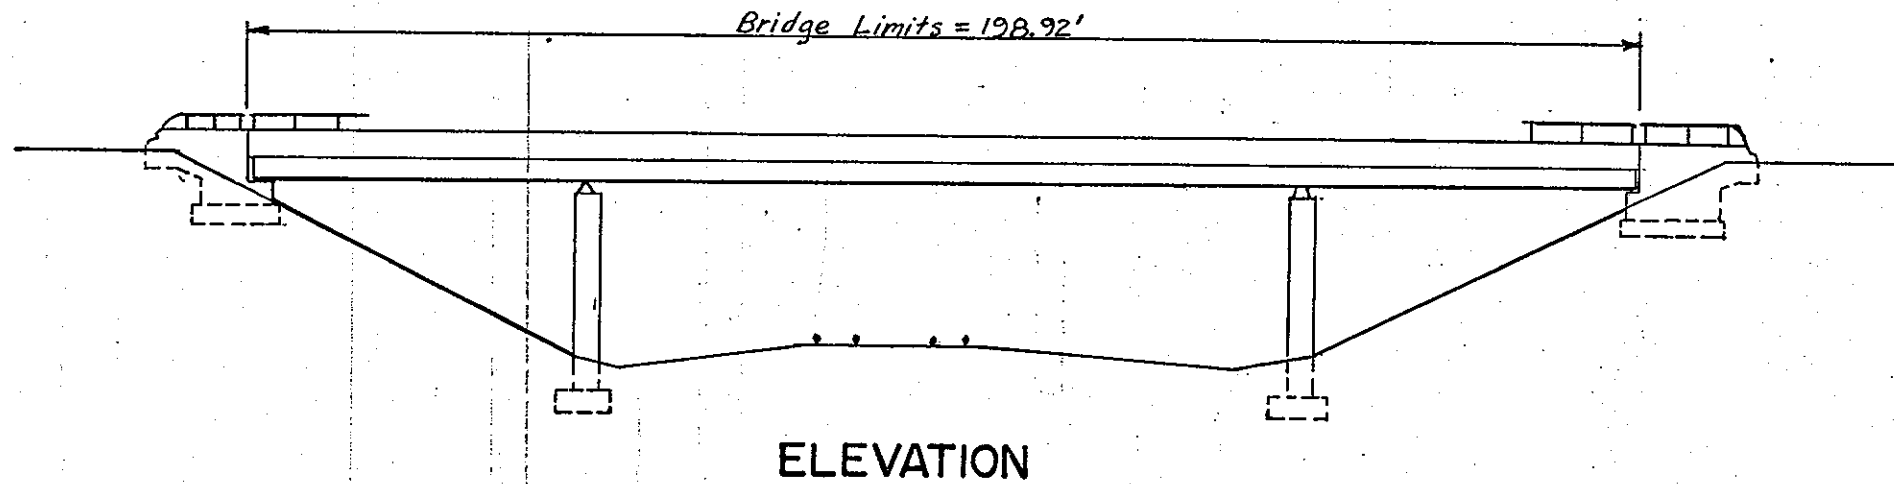 Bridge Limits = 198.92'
ELEVATION